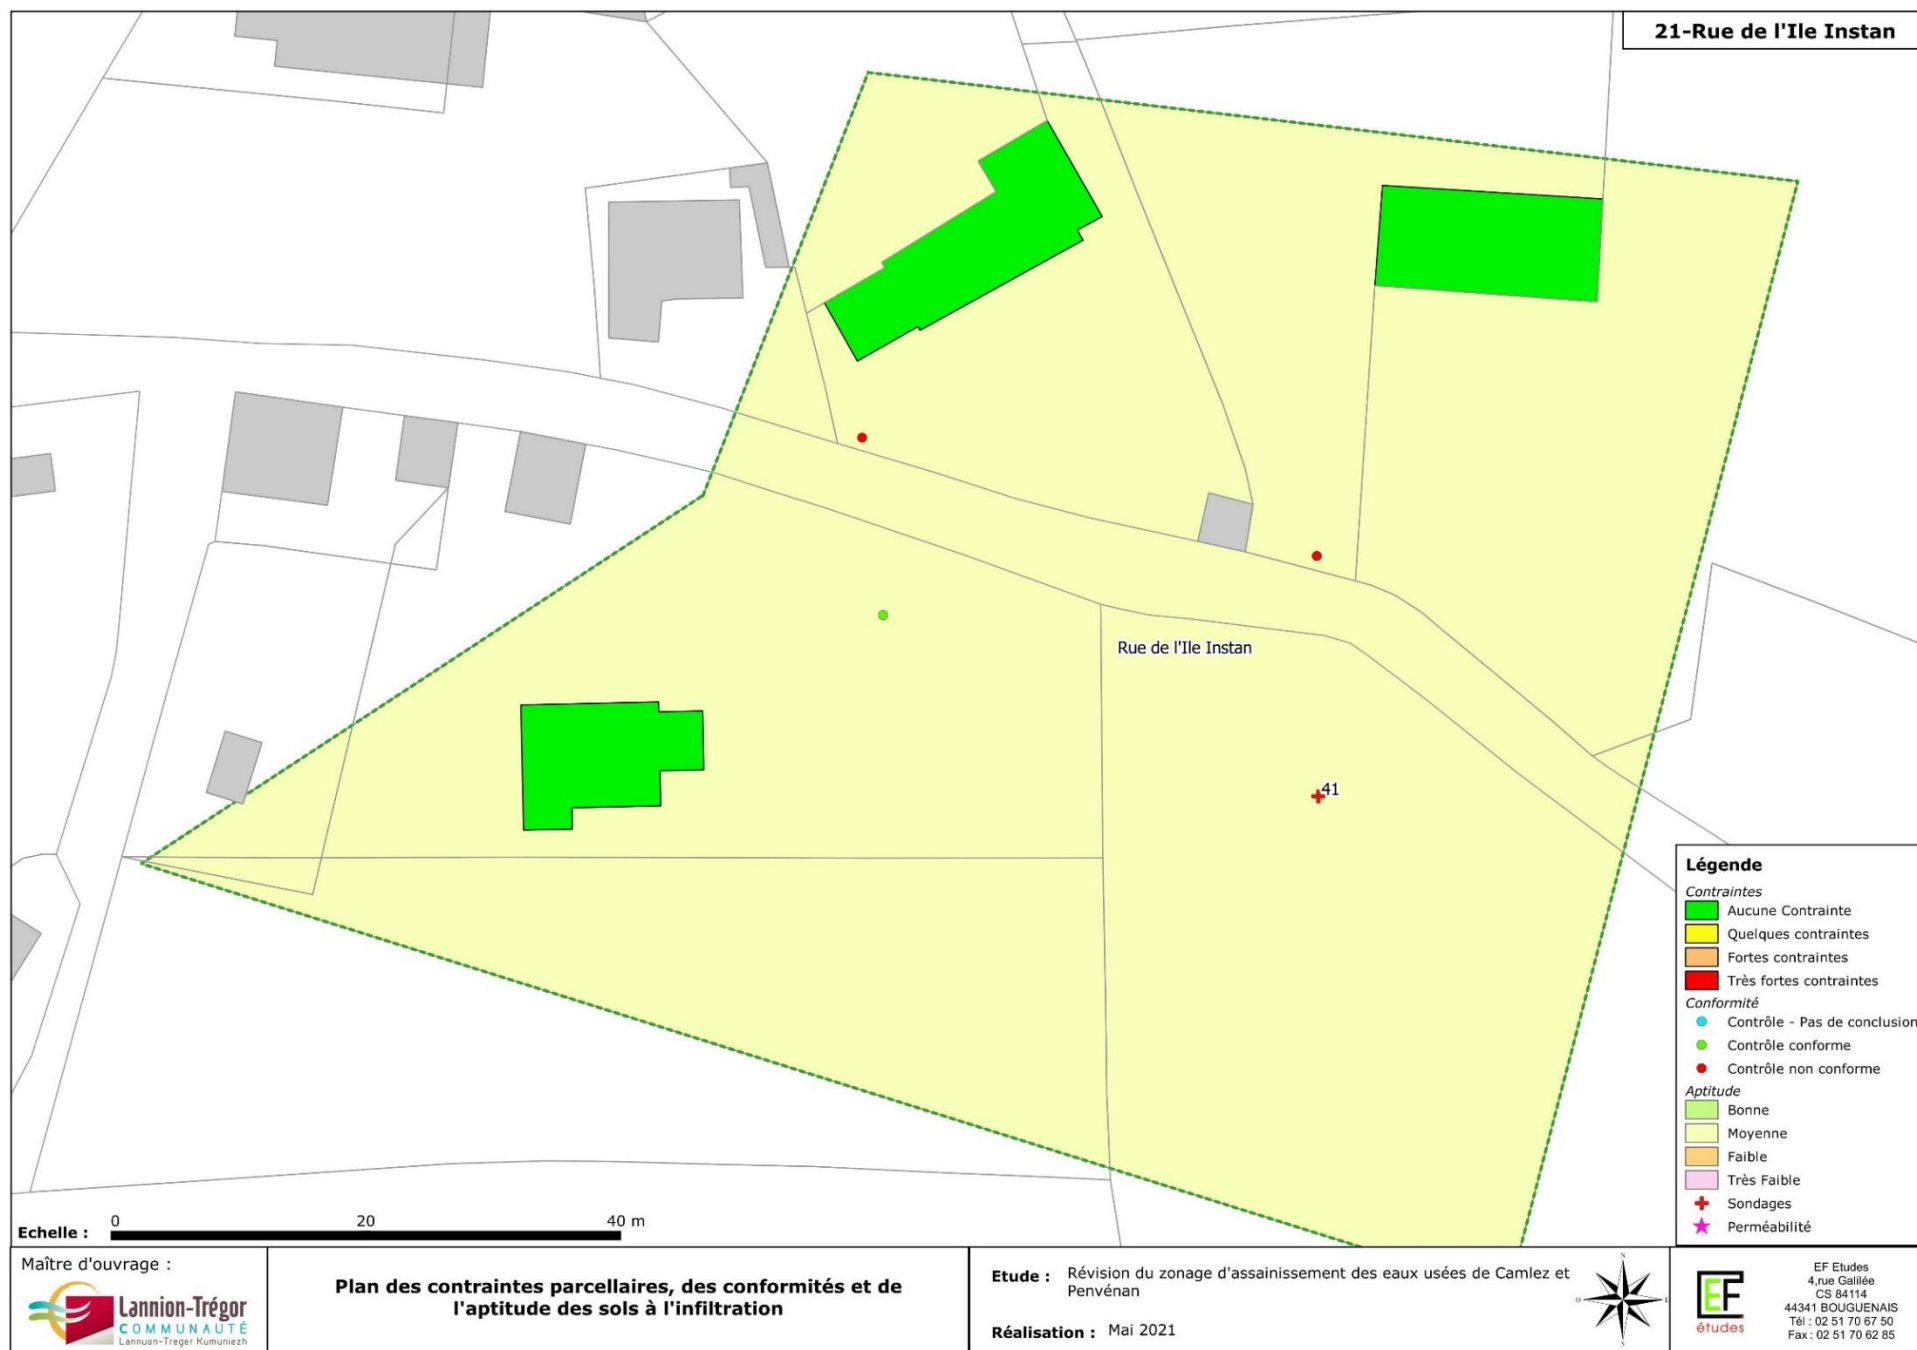 21-Rue de l'Ile Instan
Rue de l'Ile Instan
41
Légende
Contraintes
Aucune Contrainte
Quelques contraintes
Fortes contraintes
Très fortes contraintes
Conformité
Contrôle - Pas de conclusion
Contrôle conforme
Contrôle non conforme
Aptitude
Bonne
Moyenne
Faible
Très Faible
Sondages
Perméabilité
Echelle :
0 20 40 m
Maître d'ouvrage :
Lannion-Trégor
COMMUNAUTÉ
Lannuon-Treger Kumuniezh
Plan des contraintes parcellaires, des conformités et de
l'aptitude des sols à l'infiltration
Etude : Révision du zonage d'assainissement des eaux usées de Camlez et
Penvénan
Réalisation : Mai 2021
N
O E
S
EF
études
EF Etudes
4,rue Galilée
CS 84114
44341 BOUGUENAIS
Tél : 02 51 70 67 50
Fax : 02 51 70 62 85